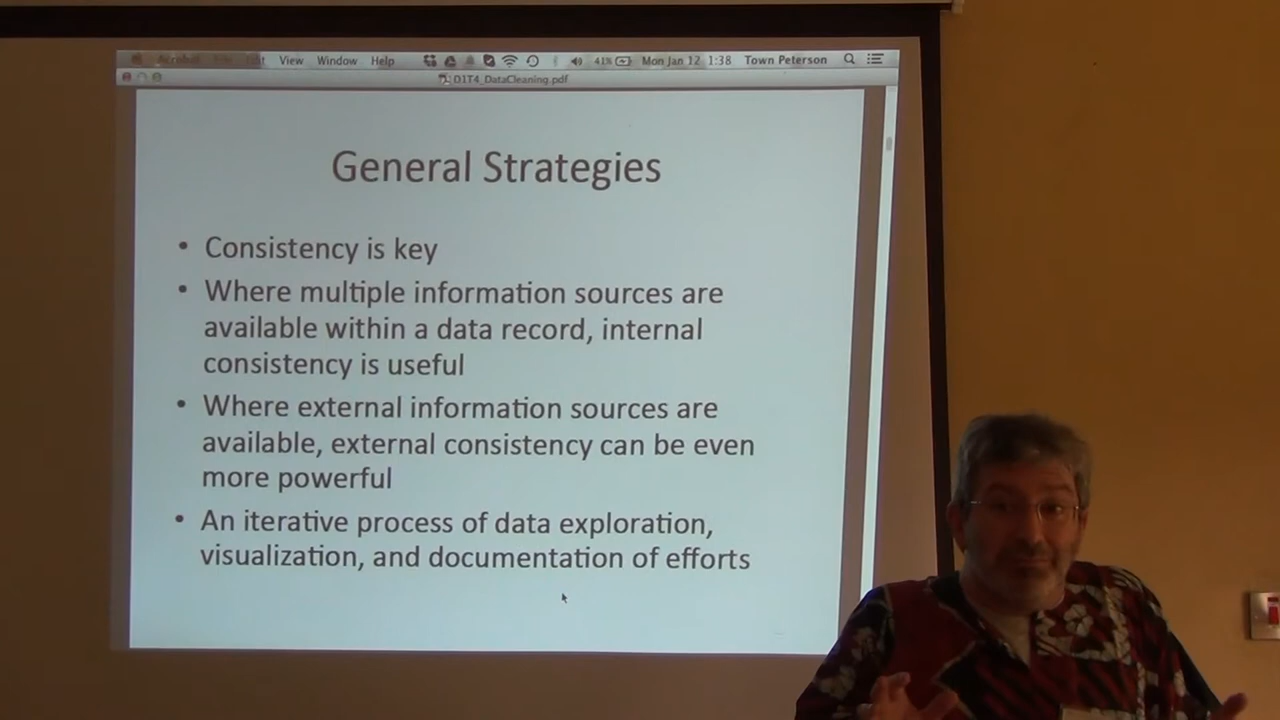 Acrobat View Window Help 41% Mon Jan 12 1:38 Town Peterson
D1T4_DataCleaning.pdf
General Strategies
• Consistency is key
• Where multiple information sources are
available within a data record, internal
consistency is useful
• Where external information sources are
available, external consistency can be even
more powerful
• An iterative process of data exploration,
visualization, and documentation of efforts